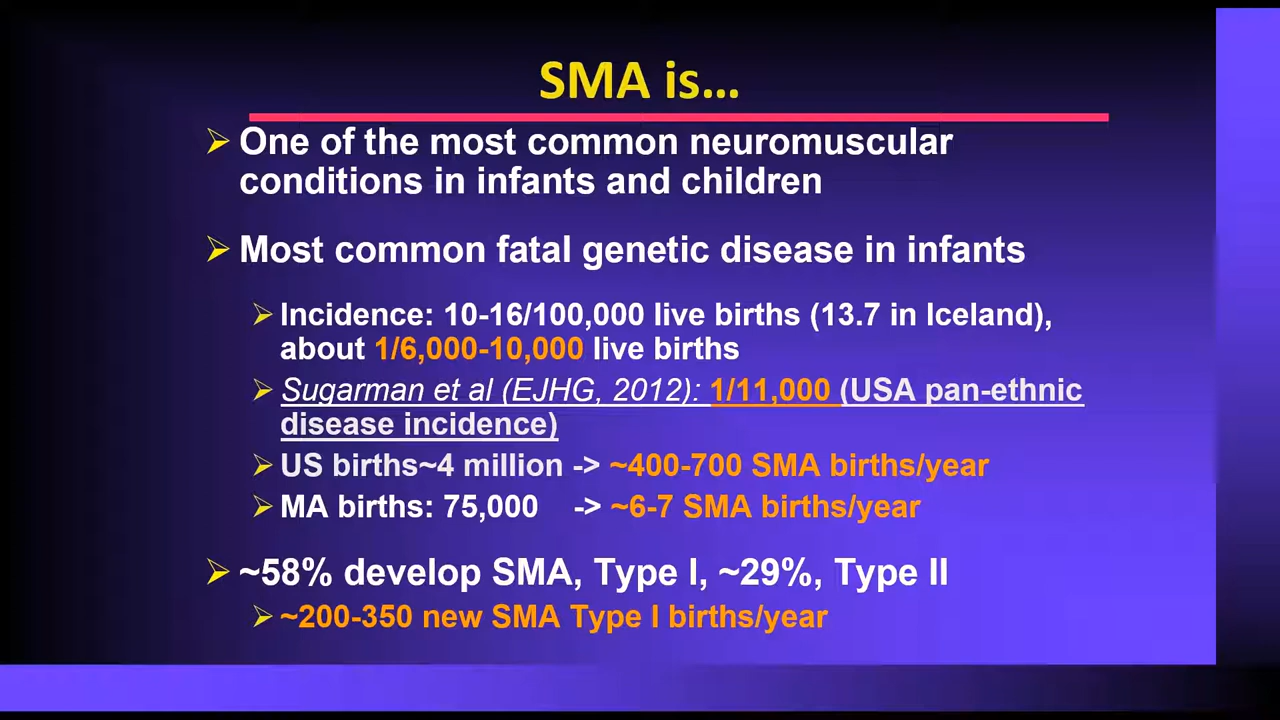 SMA is...
One of the most common neuromuscular
conditions in infants and children
Most common fatal genetic disease in infants
Incidence: 10-16/100,000 live births (13.7 in Iceland),
about 1/6,000-10,000 live births
Sugarman et al (EJHG, 2012): 1/11,000 (USA pan-ethnic
disease incidence)
US births~4 million -> ~400-700 SMA births/year
MA births: 75,000 -> ~6-7 SMA births/year
~58% develop SMA, Type I, ~29%, Type II
~200-350 new SMA Type I births/year